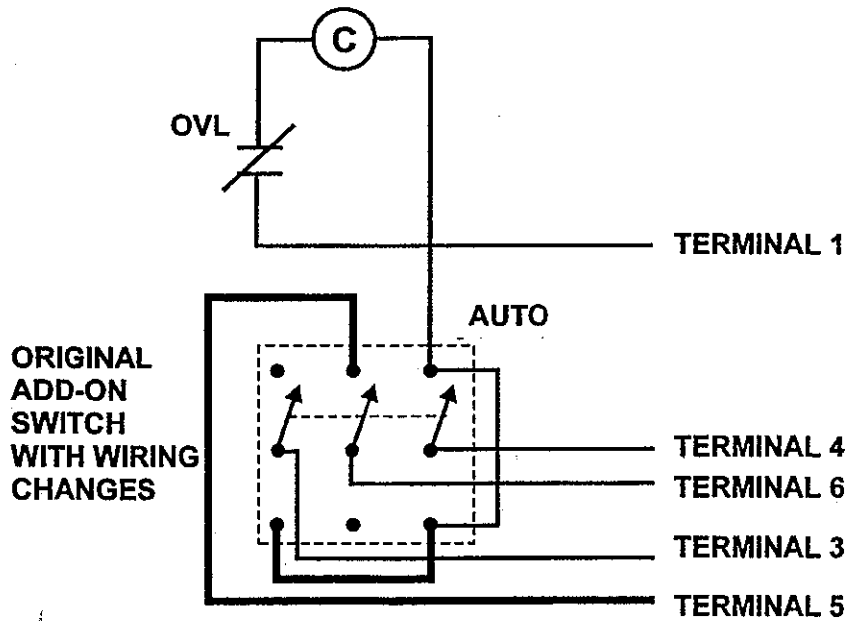 C
OVL
TERMINAL 1
AUTO
ORIGINAL
ADD-ON
SWITCH
WITH WIRING
CHANGES
TERMINAL 4
TERMINAL 6
TERMINAL 3
TERMINAL 5